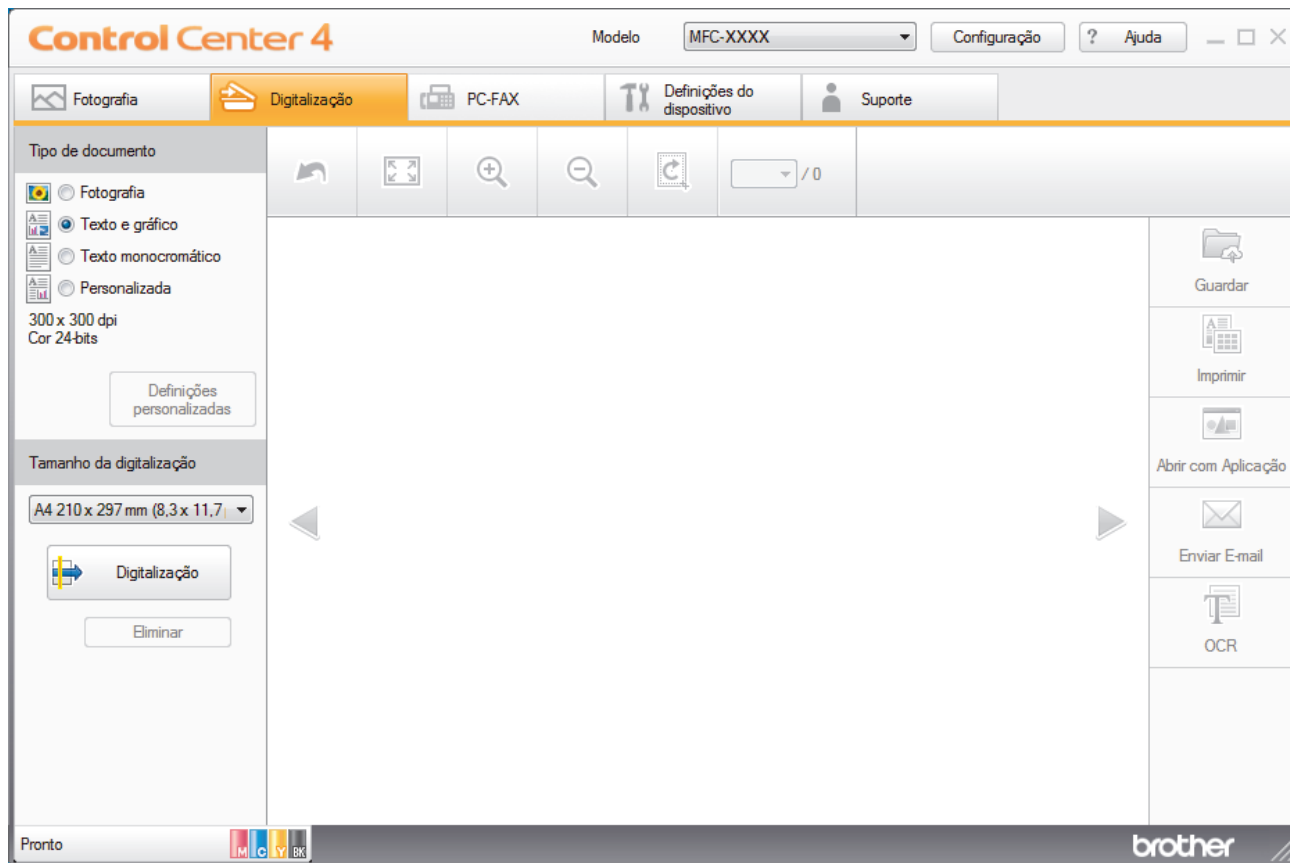 Control Center 4
Modelo
MFC-XXXX
Configuração
? Ajuda
Fotografia
Digitalização
PC-FAX
Definições do
dispositivo
Suporte
Tipo de documento
Fotografia
Texto e gráfico
Texto monocromático
Personalizada
300 x 300 dpi
Cor 24-bits
Definições
personalizadas
Tamanho da digitalização
A4 210 x 297 mm (8,3 x 11,7
Digitalização
Eliminar
/ 0
Guardar
Imprimir
Abrir com Aplicação
Enviar E-mail
OCR
Pronto
M C Y BK
brother